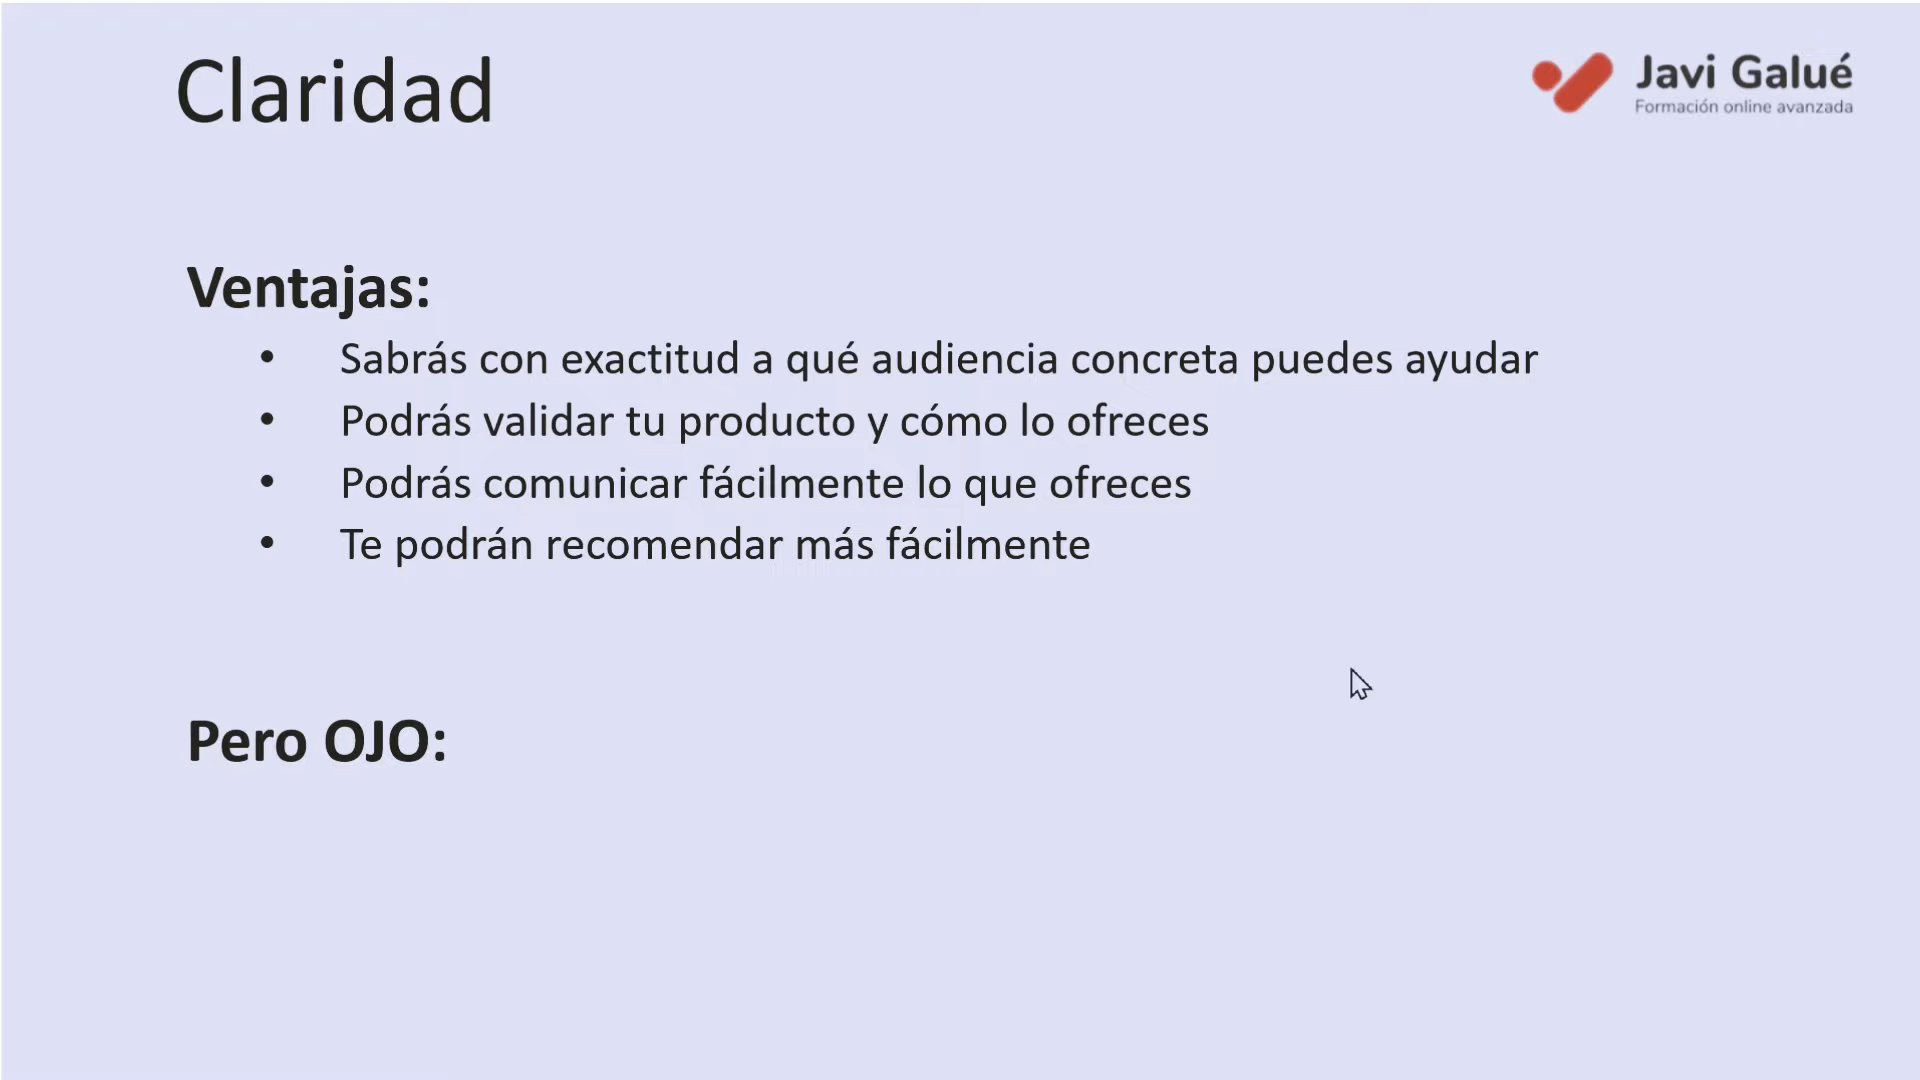 Claridad
Javi Galué
Formación online avanzada
Ventajas:
• Sabrás con exactitud a qué audiencia concreta puedes ayudar
• Podrás validar tu producto y cómo lo ofreces
• Podrás comunicar fácilmente lo que ofreces
• Te podrán recomendar más fácilmente
Pero OJO: